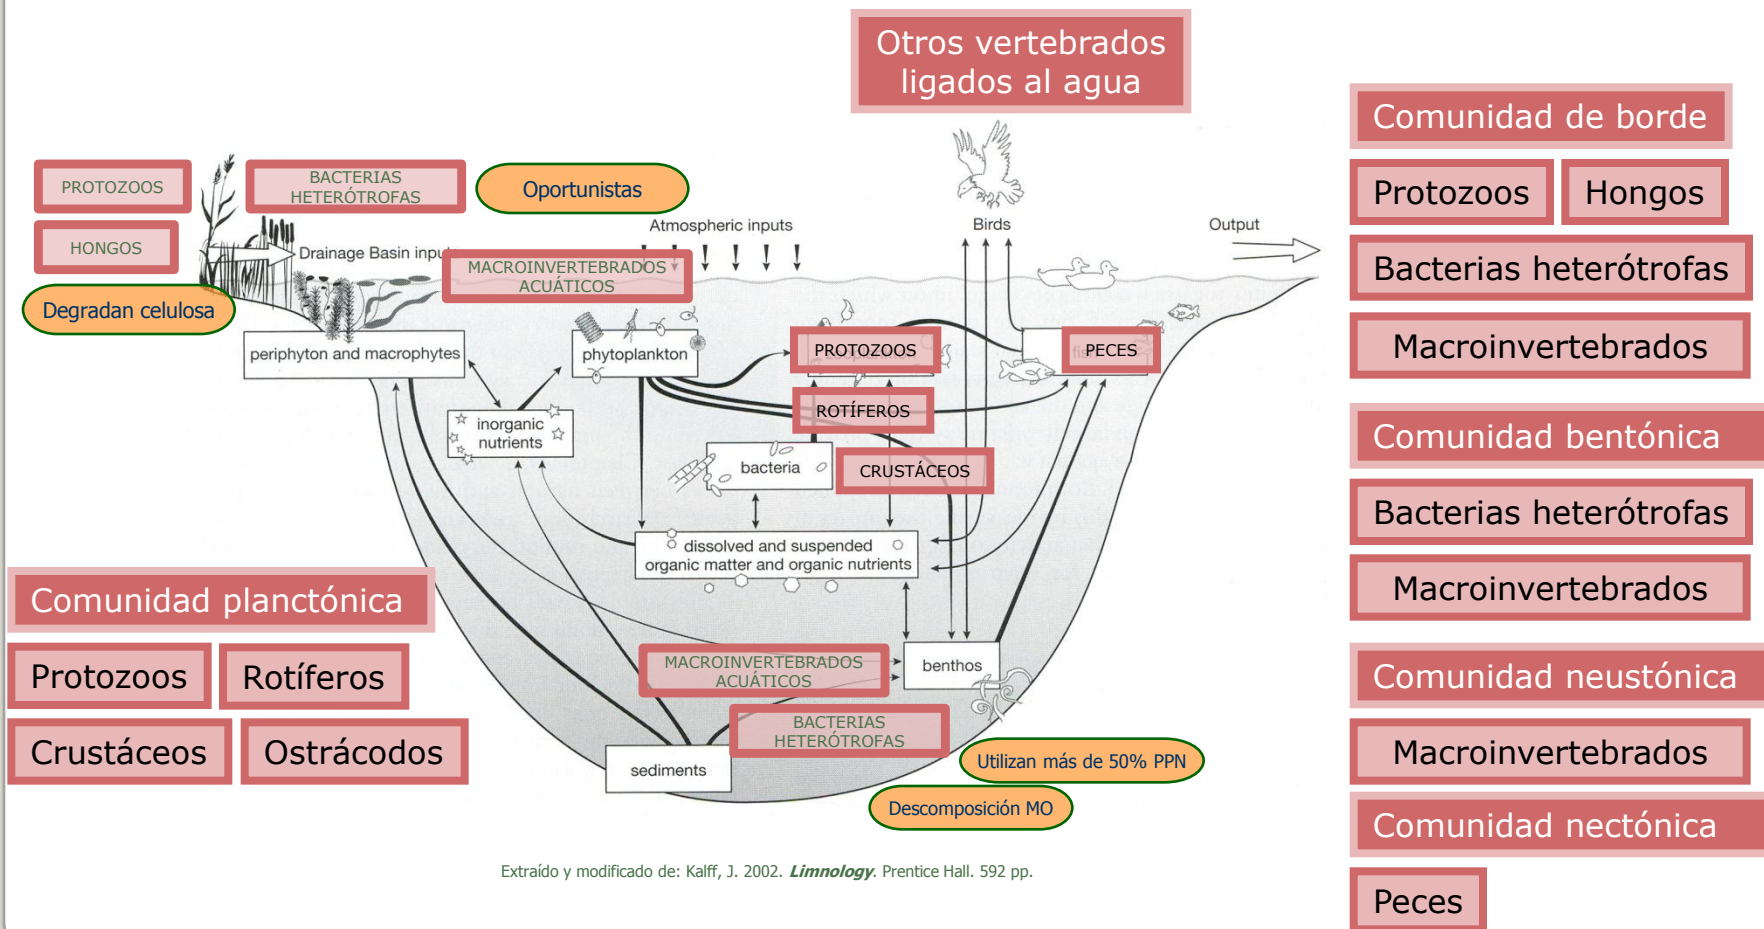 Otros vertebrados
ligados al agua
PROTOZOOS
BACTERIAS
HETERÓTROFAS
Oportunistas
HONGOS
Drainage Basin
Atmospheric inputs
Birds
Output
MACROINVERTEBRADOS
ACUÁTICOS
Degradan celulosa
periphyton and macrophytes
phytoplankton
PROTOZOOS
PECES
ROTÍFEROS
inorganic
nutrients
bacteria
CRUSTÁCEOS
dissolved and suspended
organic matter and organic nutrients
MACROINVERTEBRADOS
ACUÁTICOS
benthos
BACTERIAS
HETERÓTROFAS
sediments
Utilizan más de 50% PPN
Descomposición MO
Comunidad planctónica
Protozoos
Rotíferos
Crustáceos
Ostrácodos
Comunidad de borde
Protozoos
Hongos
Bacterias heterótrofas
Macroinvertebrados
Comunidad bentónica
Bacterias heterótrofas
Macroinvertebrados
Comunidad neustónica
Macroinvertebrados
Comunidad nectónica
Peces
Extraído y modificado de: Kalff, J. 2002. Limnology. Prentice Hall. 592 pp.